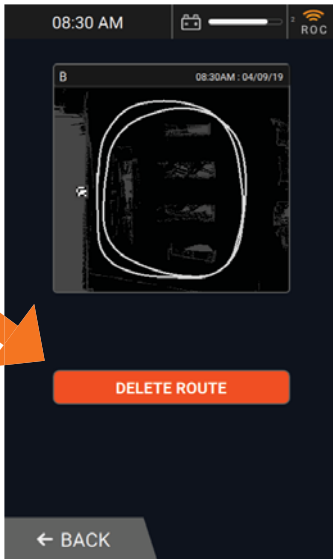 08:30 AM
2
ROC
B 08:30AM : 04/09/19
DELETE ROUTE
← BACK